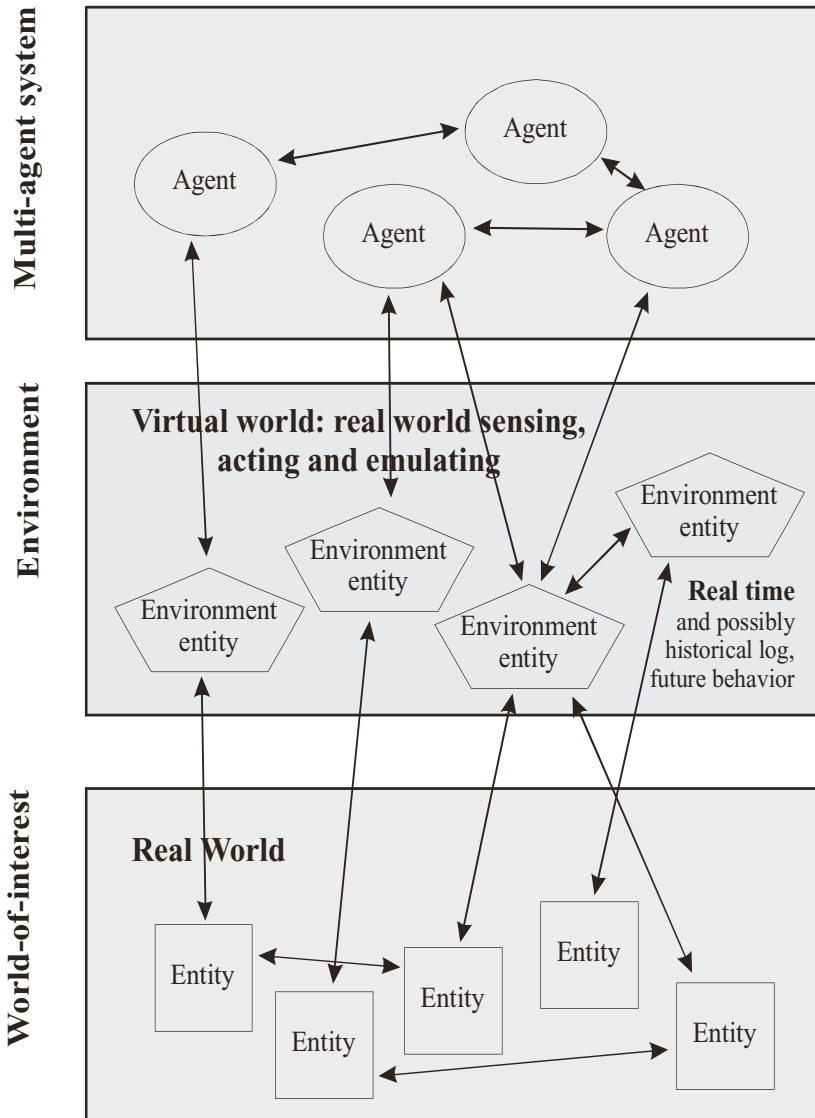 Multi-agent system
Agent
Agent
Agent
Agent
Environment
Virtual world: real world sensing,
acting and emulating
Environment
entity
Environment
entity
Environment
entity
Environment
entity
Real time
and possibly
historical log,
future behavior
World-of-interest
Real World
Entity
Entity
Entity
Entity
Entity